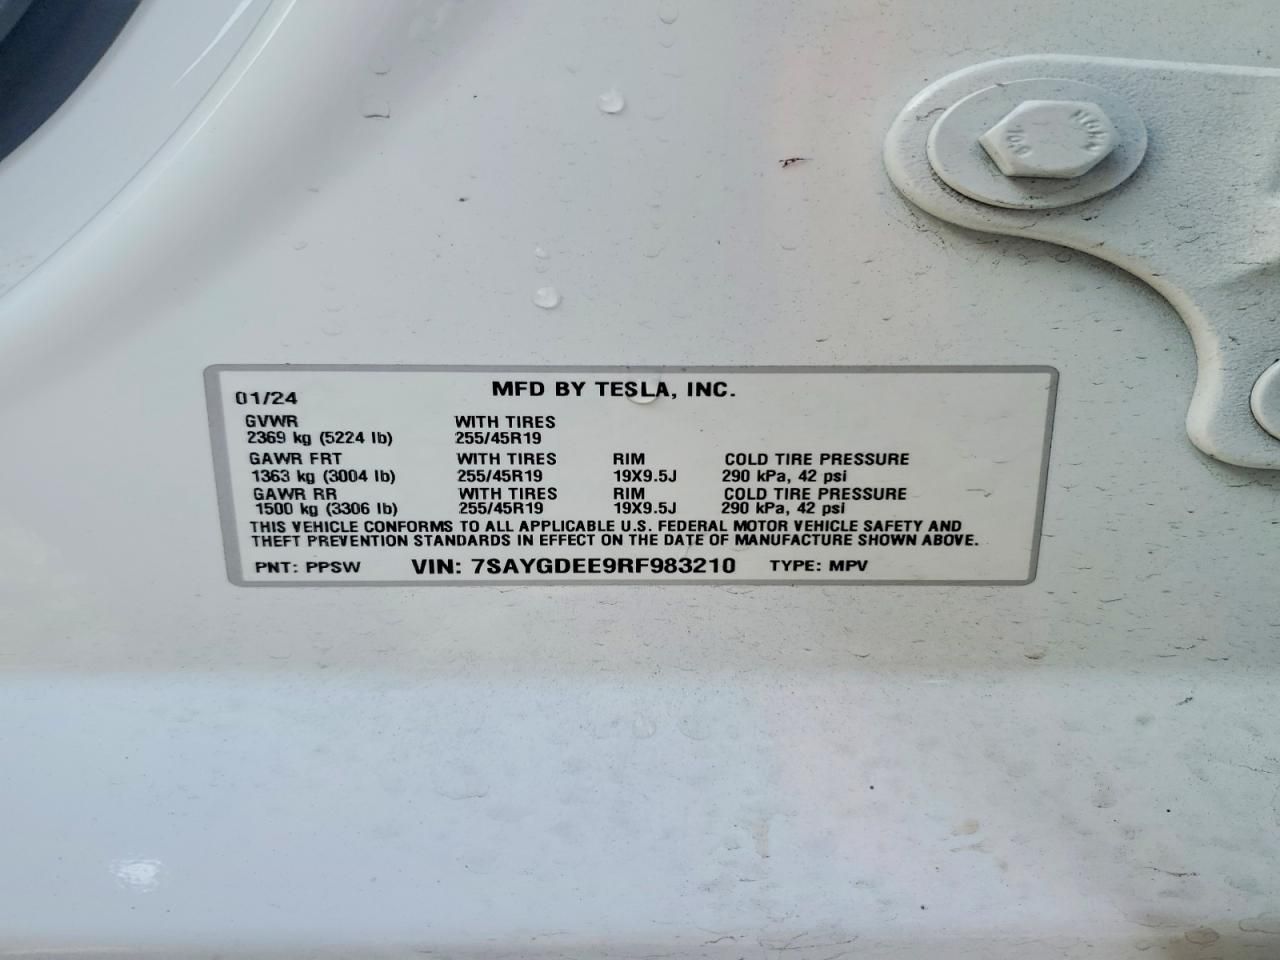 MFD BY TESLA, INC.
01/24
GVWR WITH TIRES
2369 kg (5224 lb) 255/45R19
GAWR FRT WITH TIRES RIM COLD TIRE PRESSURE
1363 kg (3004 lb) 255/45R19 19X9.5J 290 kPa, 42 psi
GAWR RR WITH TIRES RIM COLD TIRE PRESSURE
1500 kg (3306 lb) 255/45R19 19X9.5J 290 kPa, 42 psi
THIS VEHICLE CONFORMS TO ALL APPLICABLE U.S. FEDERAL MOTOR VEHICLE SAFETY AND
THEFT PREVENTION STANDARDS IN EFFECT ON THE DATE OF MANUFACTURE SHOWN ABOVE.
PNT: PPSW VIN: 7SAYGDEE9RF983210 TYPE: MPV